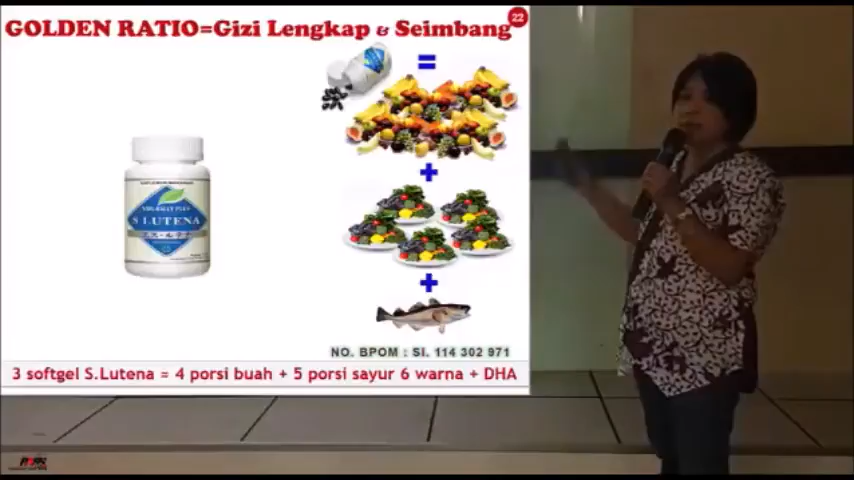 GOLDEN RATIO=Gizi Lengkap & Seimbang
22
=
S LUTENA
+
+
NO. BPOM : SI. 114 302 971
3 softgel S.Lutena = 4 porsi buah + 5 porsi sayur 6 warna + DHA